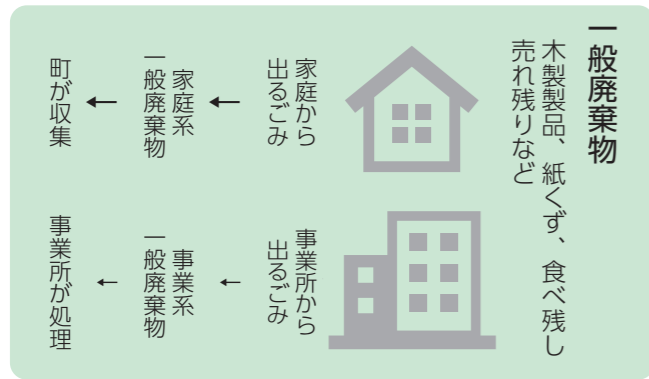 一般廃棄物
木製製品、紙くず、食べ残し
売れ残りなど
家庭から
出るごみ
←
家庭系
一般廃棄物
←
町が収集
事業所から
出るごみ
←
事業系
一般廃棄物
←
事業所が処理